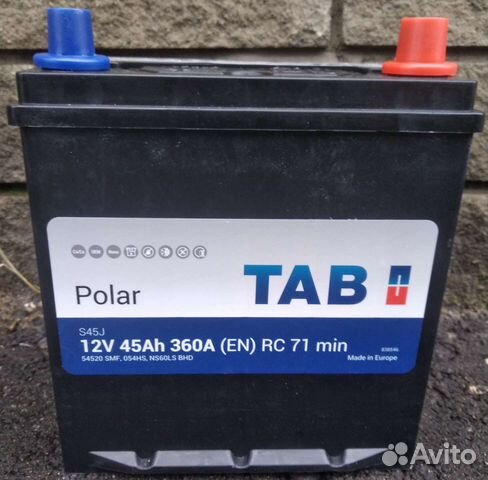 TAB
Polar
S45J
12V 45Ah 360A (EN) RC 71 min
54520 SMF, 054HS, NS60LS BHD
Made in Europe
Avito